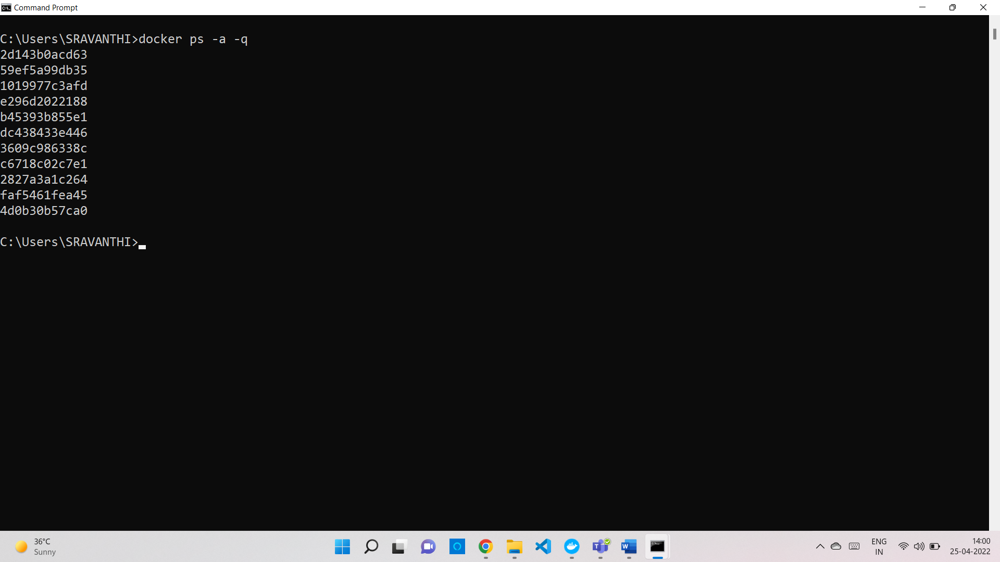 Command Prompt
C:\Users\SRAVANTHI>docker ps -a -q
2d143b0acd63
59ef5a99db35
1019977c3afd
e296d2022188
b45393b855e1
dc438433e446
3609c986338c
c6718c02c7e1
2827a3a1c264
faf5461fea45
4d0b30b57ca0
C:\Users\SRAVANTHI>
36°C
Sunny
ENG
IN
14:00
25-04-2022